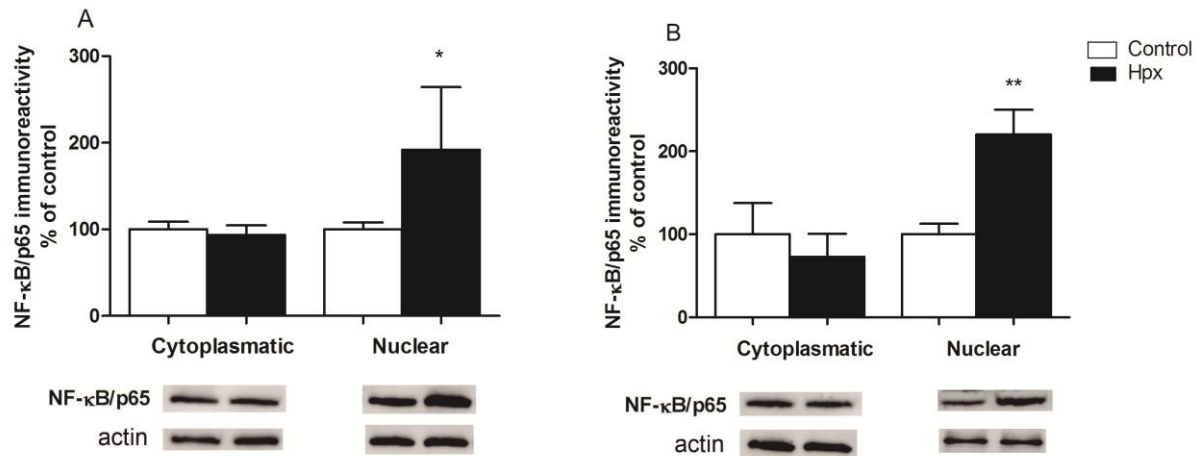 A
NF-κB/p65 immunoreactivity
% of control
300
200
100
0
*
Cytoplasmatic Nuclear
NF-κB/p65
actin
B
NF-κB/p65 immunoreactivity
% of control
300
200
100
0
**
Cytoplasmatic Nuclear
NF-κB/p65
actin
Control
Hpx